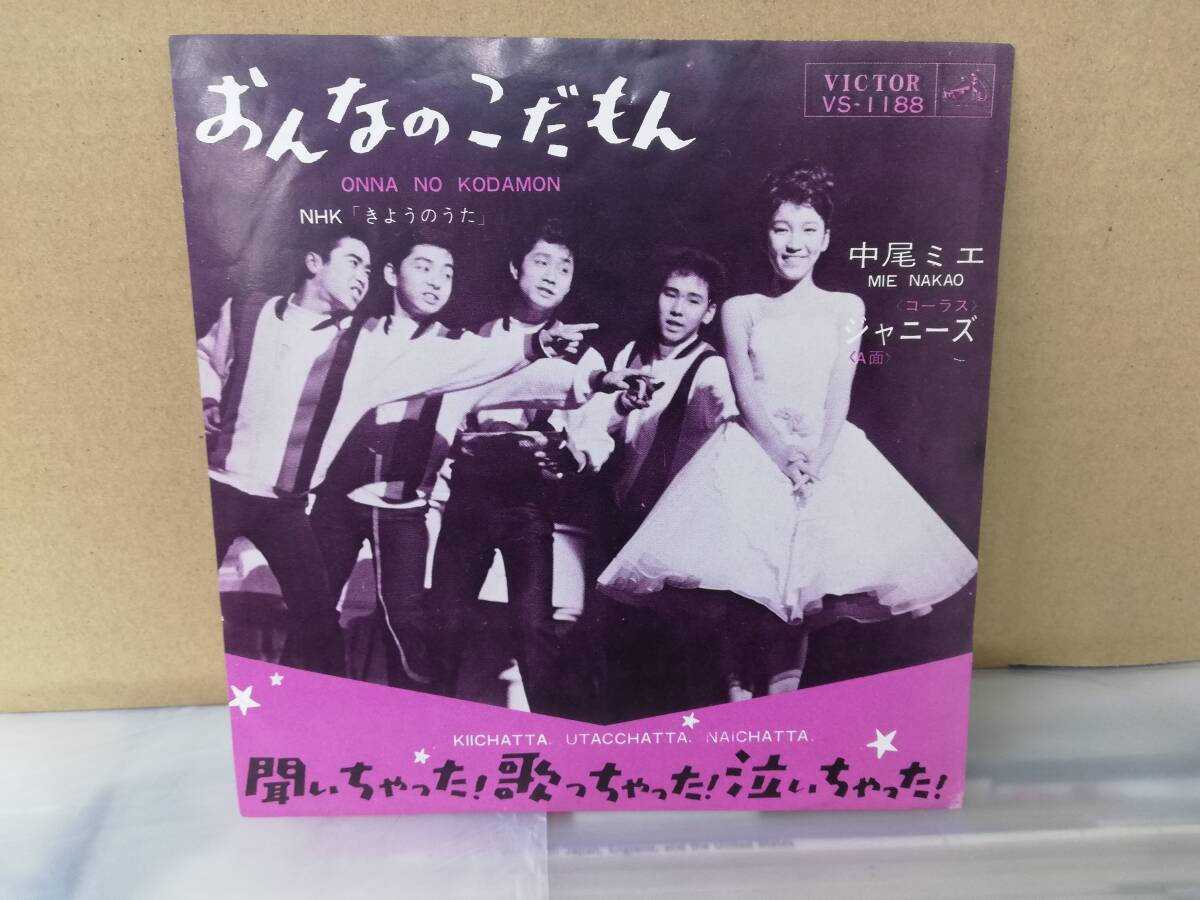 おんなのこだもん
ONNA NO KODAMON
NHK「きょうのうた」
VICTOR
VS-1188
中尾ミエ
MIE NAKAO
〈コーラス〉
ジャニーズ
〈A面〉
KIICHATTA. UTACCHATTA. NAICHATTA.
聞いちゃった!歌っちゃった!泣いちゃった!